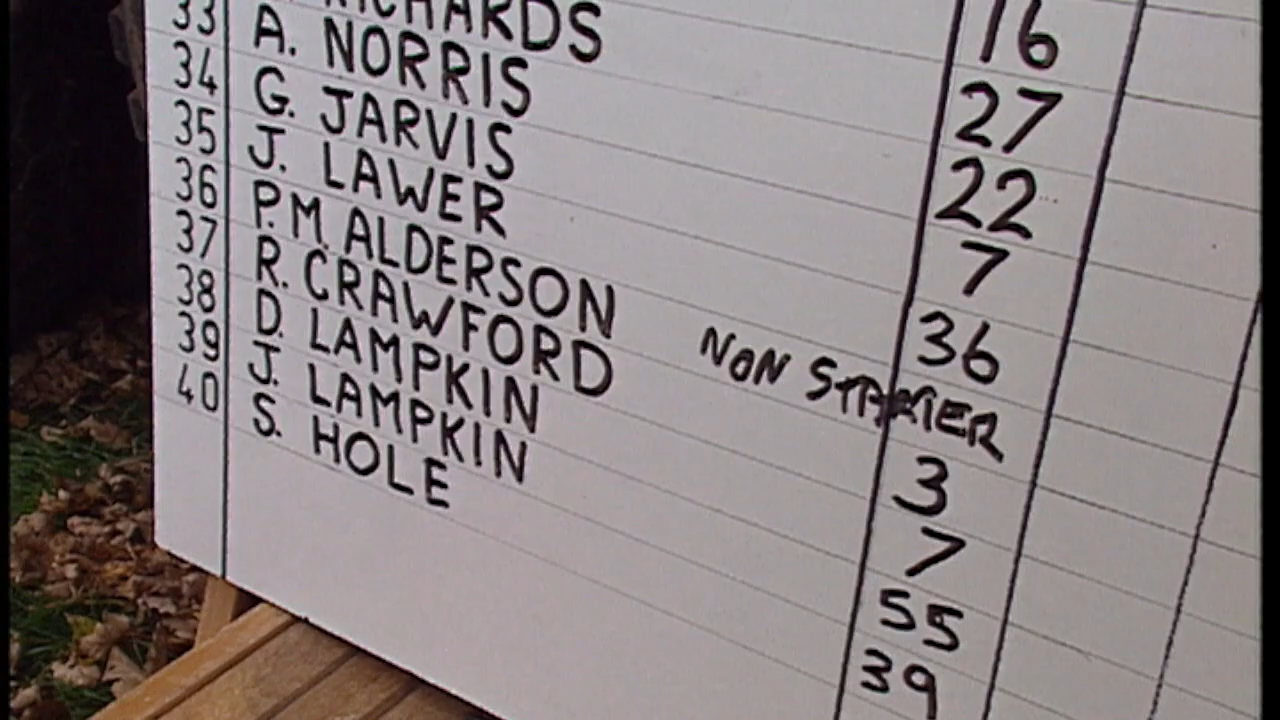 16
RICHARDS 27
33 A. NORRIS 22
34 G. JARVIS 7
35 J. LAWER 36
36 P.M. ALDERSON NON STARTER
37 R. CRAWFORD 3
38 D. LAMPKIN 7
39 J. LAMPKIN 55
40 S. HOLE 39